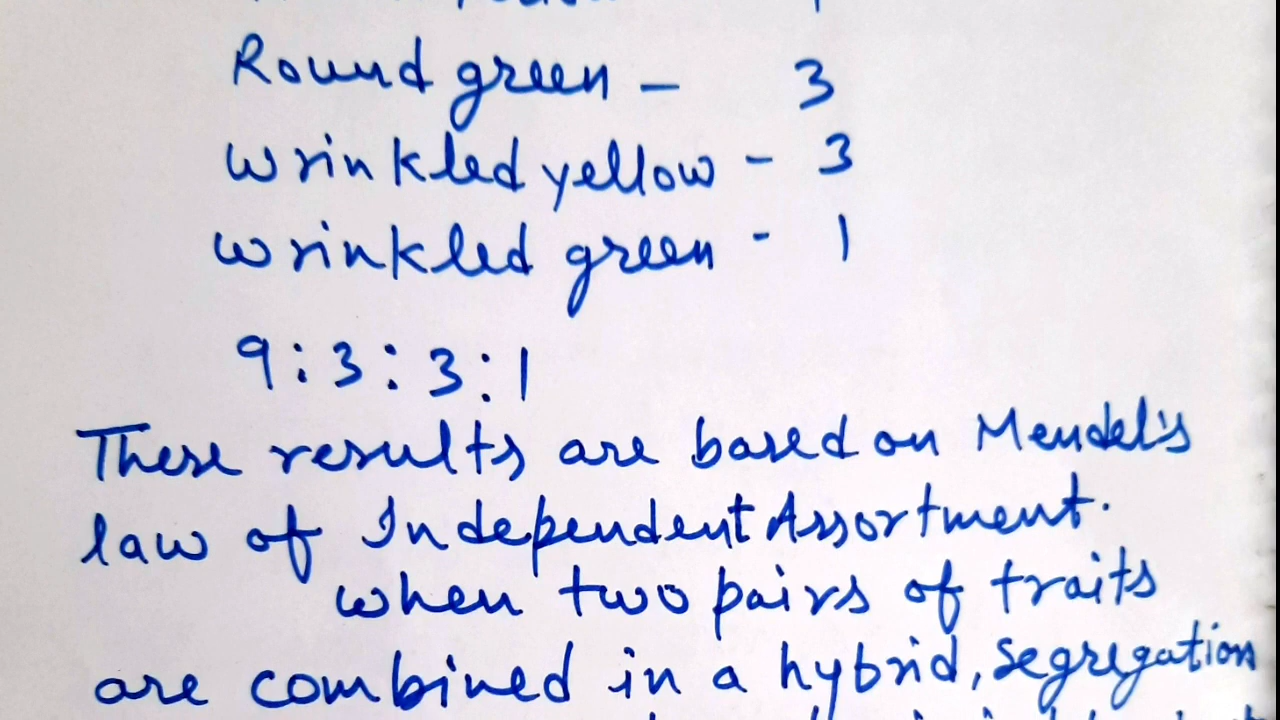 Round green - 3
wrinkled yellow - 3
wrinkled green - 1
9:3:3:1
These results are based on Mendel's
law of Independent Assortment.
when two pairs of traits
are combined in a hybrid, segregation